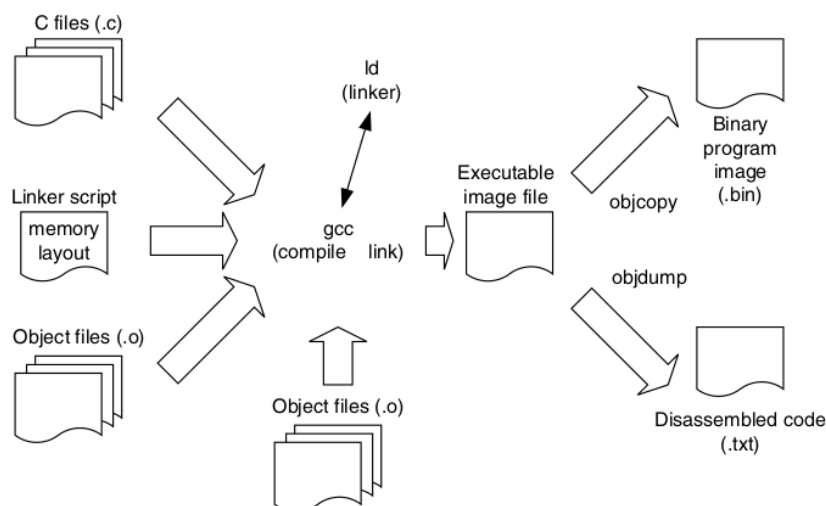 C files (.c)
ld
(linker)
Binary
program
image
(.bin)
Linker script
memory
layout
gcc
(compile link)
Executable
image file
objcopy
objdump
Object files (.o)
Object files (.o)
Disassembled code
(.txt)